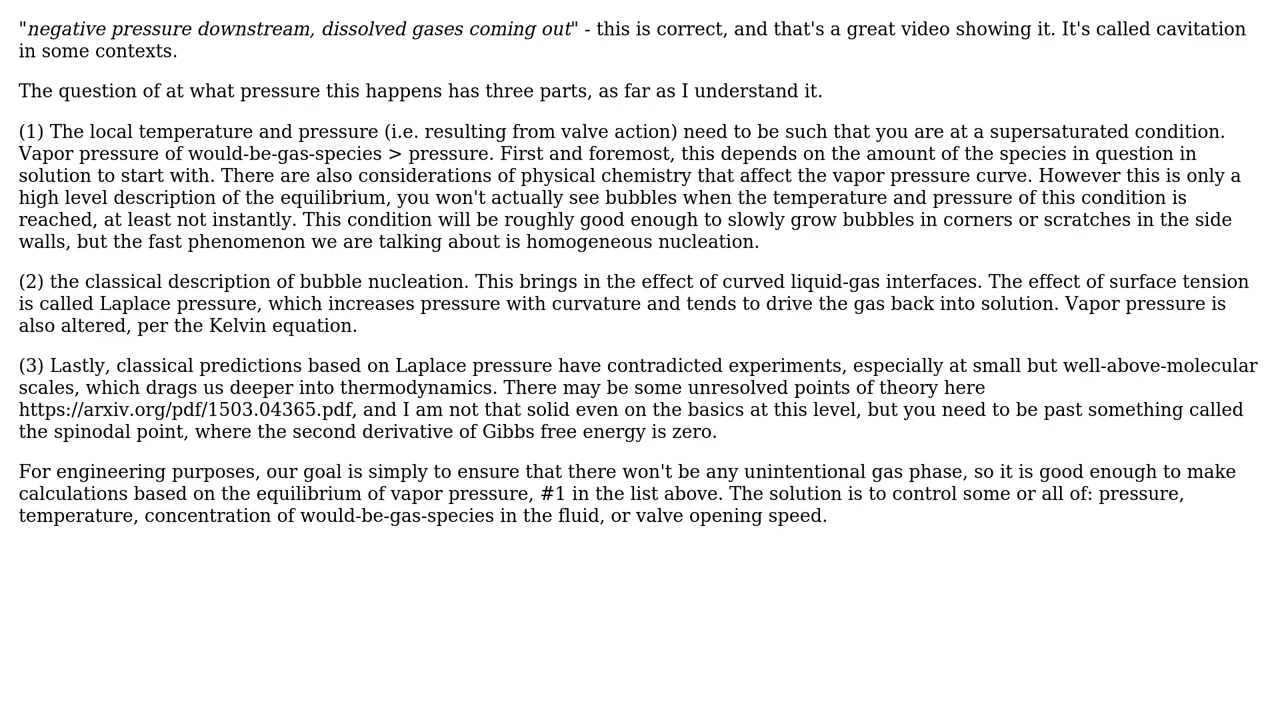 "negative pressure downstream, dissolved gases coming out" - this is correct, and that's a great video showing it. It's called cavitation
in some contexts.
The question of at what pressure this happens has three parts, as far as I understand it.
(1) The local temperature and pressure (i.e. resulting from valve action) need to be such that you are at a supersaturated condition.
Vapor pressure of would-be-gas-species > pressure. First and foremost, this depends on the amount of the species in question in
solution to start with. There are also considerations of physical chemistry that affect the vapor pressure curve. However this is only a
high level description of the equilibrium, you won't actually see bubbles when the temperature and pressure of this condition is
reached, at least not instantly. This condition will be roughly good enough to slowly grow bubbles in corners or scratches in the side
walls, but the fast phenomenon we are talking about is homogeneous nucleation.
(2) the classical description of bubble nucleation. This brings in the effect of curved liquid-gas interfaces. The effect of surface tension
is called Laplace pressure, which increases pressure with curvature and tends to drive the gas back into solution. Vapor pressure is
also altered, per the Kelvin equation.
(3) Lastly, classical predictions based on Laplace pressure have contradicted experiments, especially at small but well-above-molecular
scales, which drags us deeper into thermodynamics. There may be some unresolved points of theory here
https://arxiv.org/pdf/1503.04365.pdf, and I am not that solid even on the basics at this level, but you need to be past something called
the spinodal point, where the second derivative of Gibbs free energy is zero.
For engineering purposes, our goal is simply to ensure that there won't be any unintentional gas phase, so it is good enough to make
calculations based on the equilibrium of vapor pressure, #1 in the list above. The solution is to control some or all of: pressure,
temperature, concentration of would-be-gas-species in the fluid, or valve opening speed.